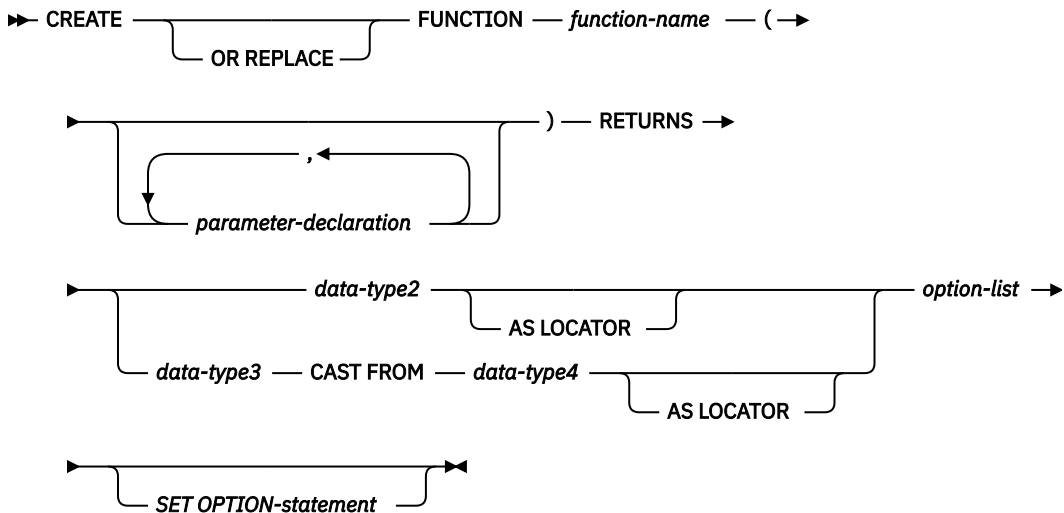 CREATE FUNCTION function-name (
OR REPLACE
) RETURNS
,
parameter-declaration
data-type2 option-list
AS LOCATOR
data-type3 CAST FROM data-type4
AS LOCATOR
SET OPTION-statement